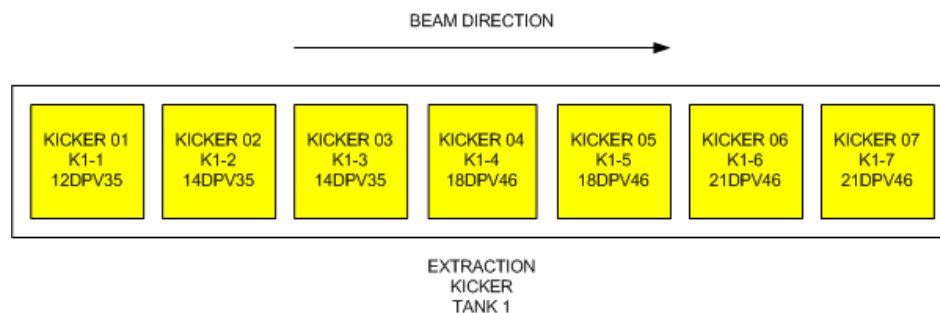 BEAM DIRECTION
KICKER 01
K1-1
12DPV35
KICKER 02
K1-2
14DPV35
KICKER 03
K1-3
14DPV35
KICKER 04
K1-4
18DPV46
KICKER 05
K1-5
18DPV46
KICKER 06
K1-6
21DPV46
KICKER 07
K1-7
21DPV46
EXTRACTION
KICKER
TANK 1